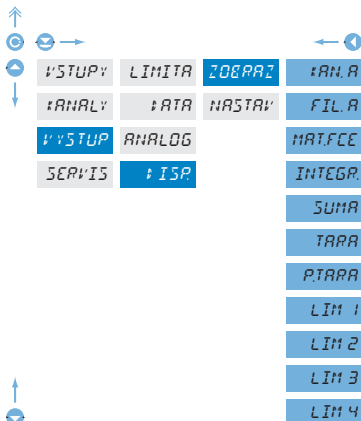 VSTUPY LIMITA ZOBRAZ KAN. A
KANALY DATA NASTAV FIL. A
VYSTUP ANALOG MAT.FCE
SERVIS DISP. INTEGR.
SUMA
TARA
P.TARA
LIM 1
LIM 2
LIM 3
LIM 4